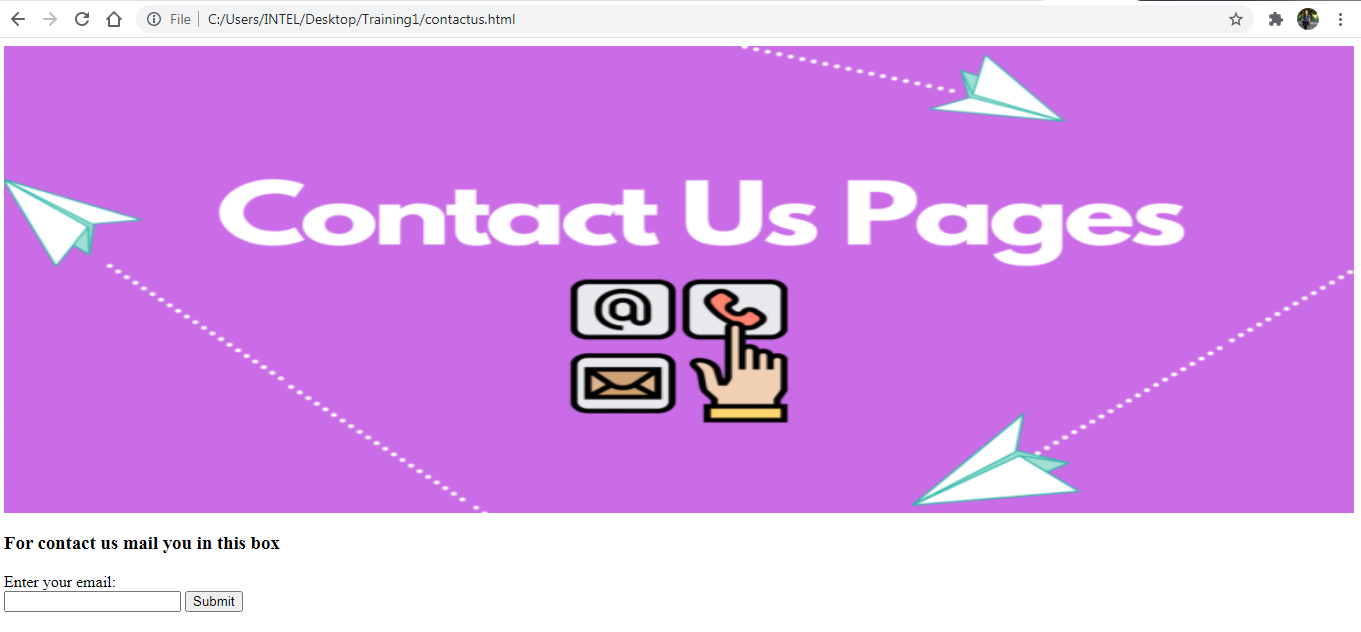 File
C:/Users/INTEL/Desktop/Training1/contactus.html
Contact Us Pages
@
For contact us mail you in this box
Enter your email:
Submit